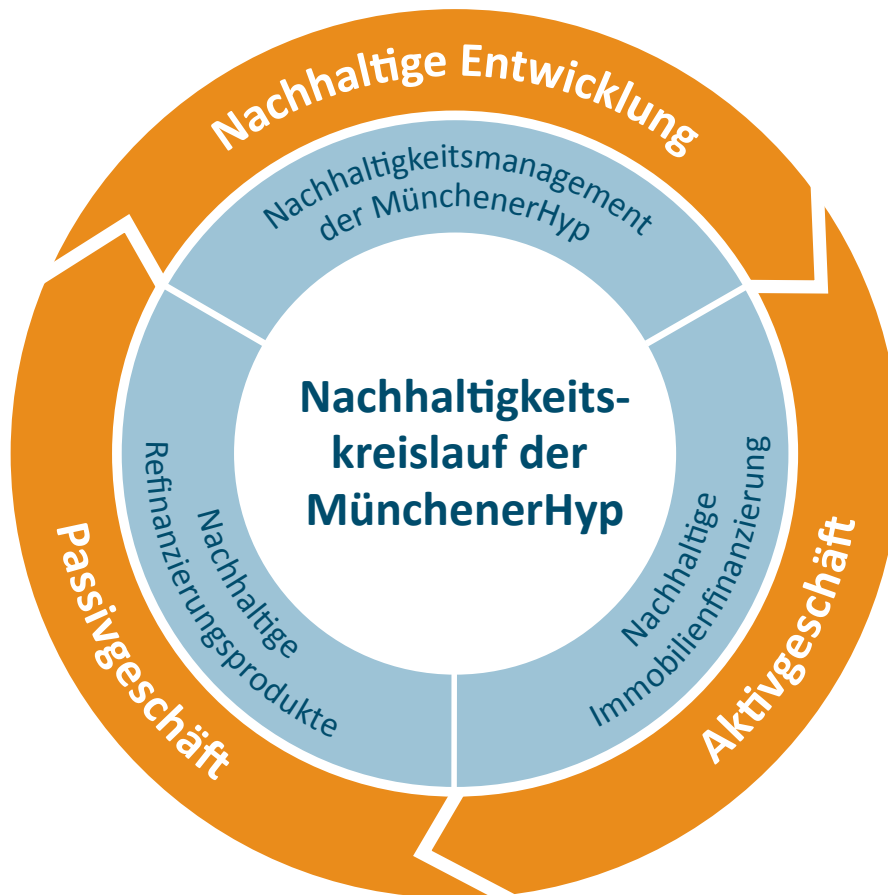 Nachhaltige Entwicklung
Nachhaltigkeitsmanagement
der MünchenerHyp
Nachhaltigkeits-
kreislauf der
MünchenerHyp
Nachhaltige
Immobilienfinanzierung
Aktivgeschäft
Nachhaltige
Refinanzierungsprodukte
Passivgeschäft